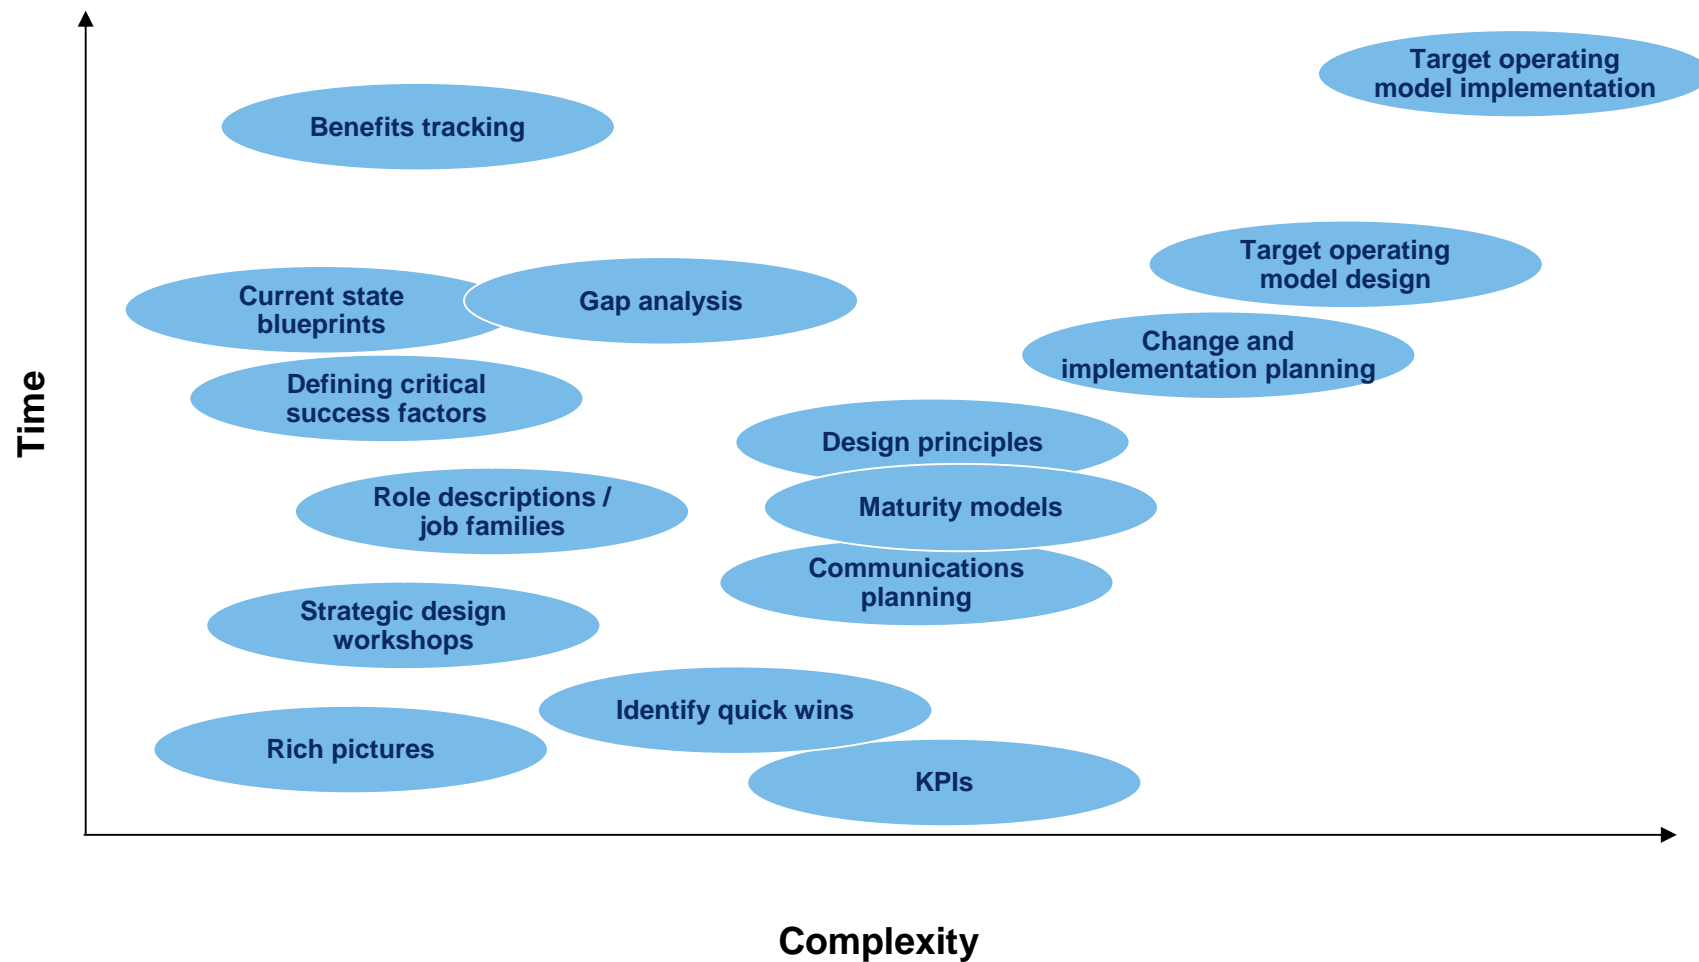 Target operating
model implementation
Benefits tracking
Target operating
model design
Current state
blueprints
Gap analysis
Change and
implementation planning
Defining critical
success factors
Design principles
Time
Role descriptions /
job families
Maturity models
Communications
planning
Strategic design
workshops
Identify quick wins
Rich pictures
KPIs
Complexity